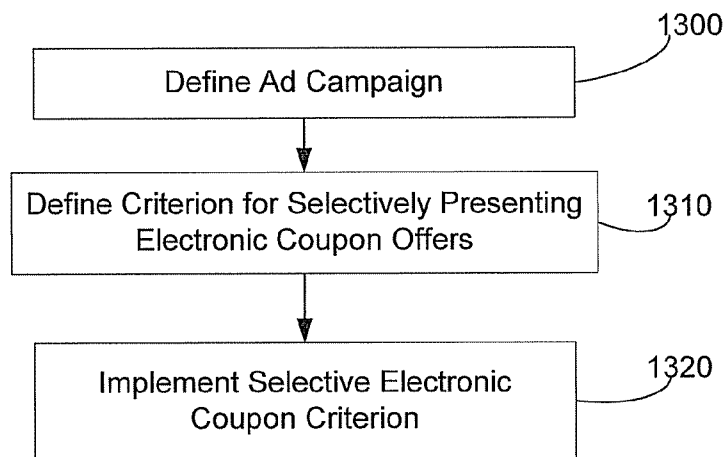 1300
Define Ad Campaign
Define Criterion for Selectively Presenting
Electronic Coupon Offers
1310
Implement Selective Electronic
Coupon Criterion
1320